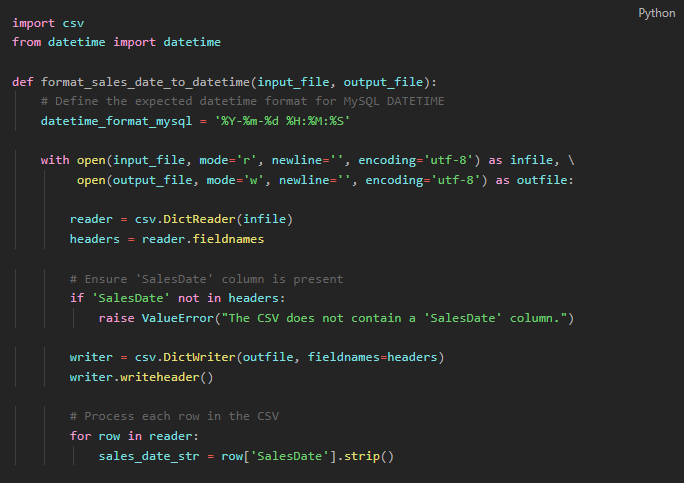 Python
import csv
from datetime import datetime

def format_sales_date_to_datetime(input_file, output_file):
    # Define the expected datetime format for MySQL DATETIME
    datetime_format_mysql = '%Y-%m-%d %H:%M:%S'

    with open(input_file, mode='r', newline='', encoding='utf-8') as infile, \
         open(output_file, mode='w', newline='', encoding='utf-8') as outfile:

        reader = csv.DictReader(infile)
        headers = reader.fieldnames

        # Ensure 'SalesDate' column is present
        if 'SalesDate' not in headers:
            raise ValueError("The CSV does not contain a 'SalesDate' column.")

        writer = csv.DictWriter(outfile, fieldnames=headers)
        writer.writeheader()

        # Process each row in the CSV
        for row in reader:
            sales_date_str = row['SalesDate'].strip()